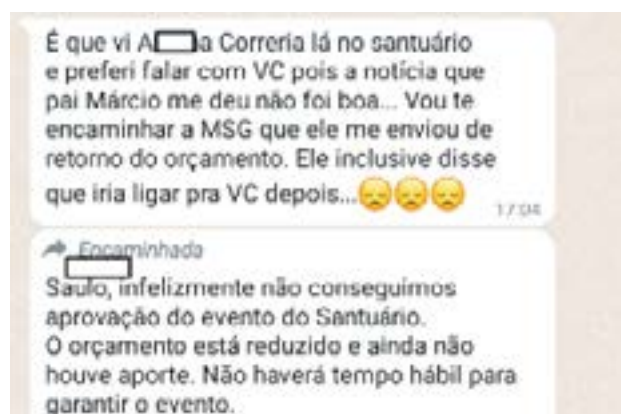 É que vi A a Correria lá no santuário
e preferi falar com VC pois a notícia que
pai Márcio me deu não foi boa... Vou te
encaminhar a MSG que ele me enviou de
retorno do orçamento. Ele inclusive disse
que iria ligar pra VC depois...😞😞😞
17:04
Encaminhada
Saulo, infelizmente não conseguimos
aprovação do evento do Santuário.
O orçamento está reduzido e ainda não
houve aporte. Não haverá tempo hábil para
garantir o evento.